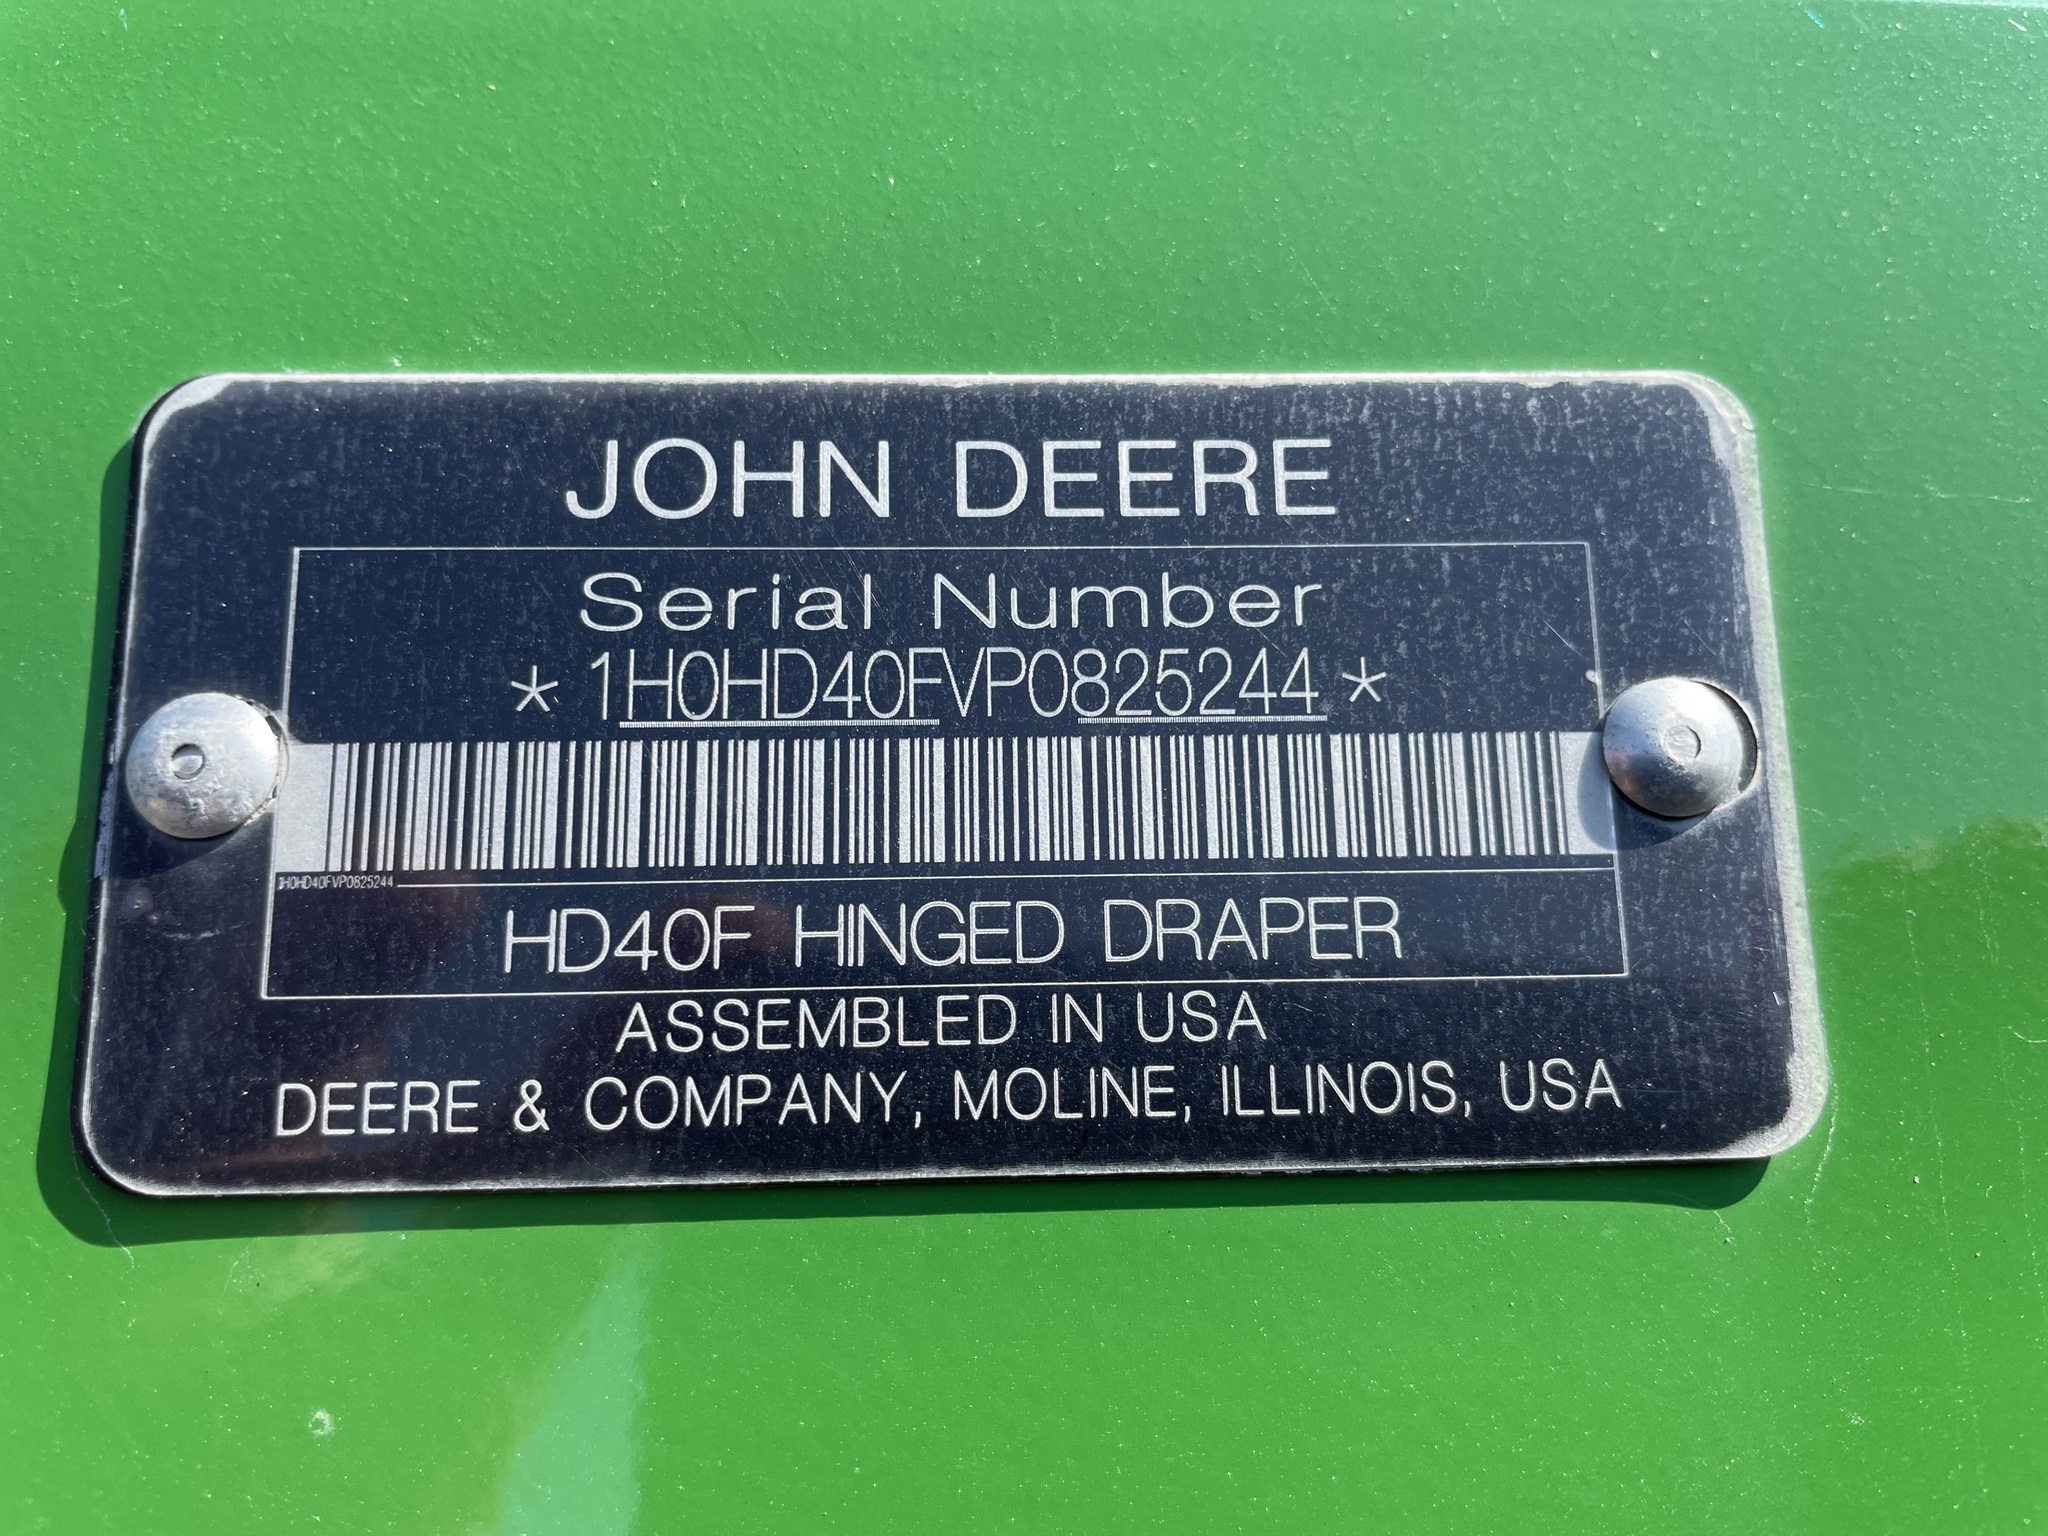 JOHN DEERE
Serial Number
* 1H0HD40FVP0825244 *
1H0HD40FVP0825244
HD40F HINGED DRAPER
ASSEMBLED IN USA
DEERE & COMPANY, MOLINE, ILLINOIS, USA